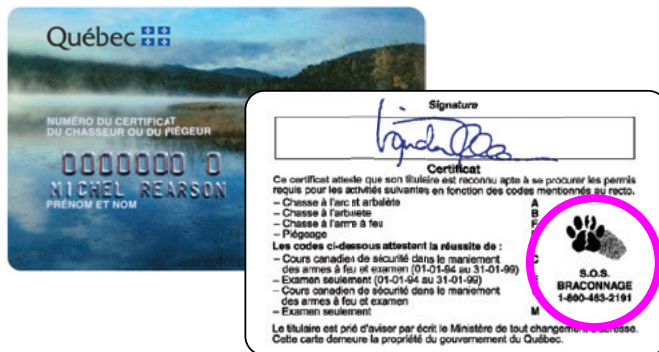 Québec
NUMÉRO DU CERTIFICAT
DU CHASSEUR OU DU PIÉGEUR
0000000 0
MICHEL REARSON
PRÉNOM ET NOM
Signature
Certificat
Ce certificat atteste que son titulaire est reconnu apte à se procurer les permis
requis pour les activités suivantes en fonction des codes mentionnés au recto.
– Chasse à l'arc et arbalète A
– Chasse à l'arbalète B
– Chasse à l'arme à feu F
– Piégeage
Les codes ci-dessous attestent la réussite de :
– Cours canadien de sécurité dans le maniement C
des armes à feu et examen (01-01-94 au 31-01-99)
– Examen seulement (01-01-94 au 31-01-99) E
– Cours canadien de sécurité dans le maniement
des armes à feu et examen
– Examen seulement M
S.O.S.
BRACONNAGE
1-800-463-2191
Le titulaire est prié d'aviser par écrit le Ministère de tout changement d'adresse.
Cette carte demeure la propriété du gouvernement du Québec.